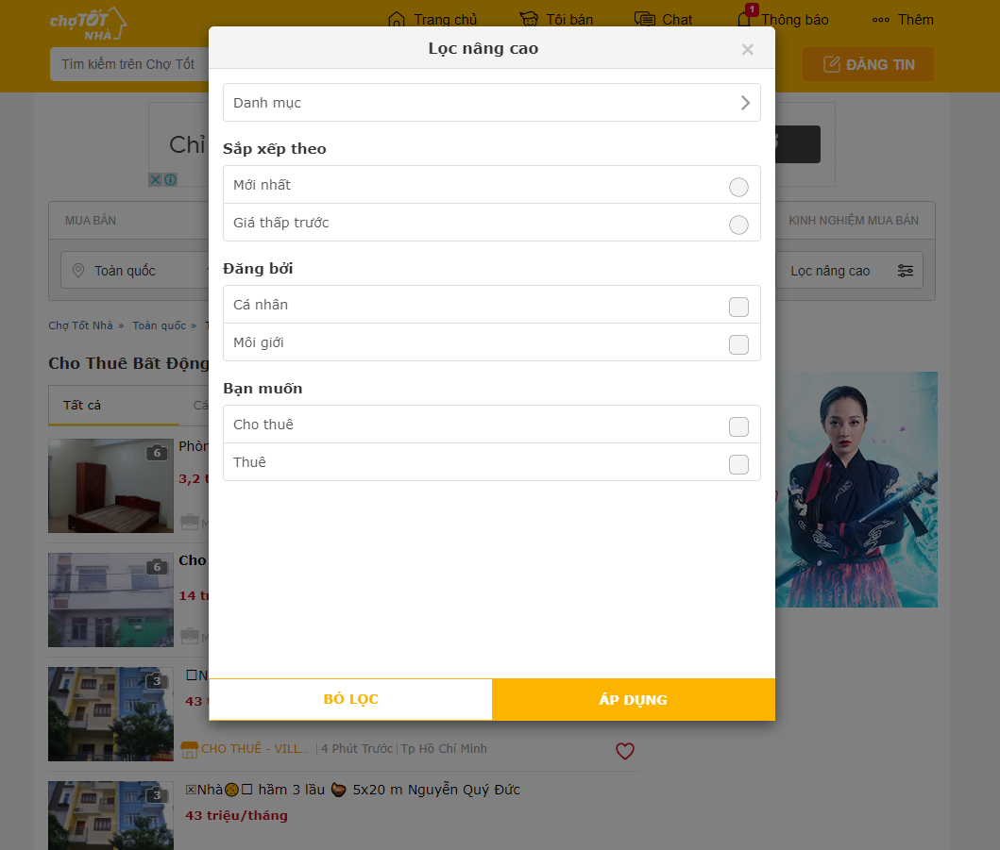 chợTỐT
NHÀ
Trang chủ
Tôi bán
Chat
1
Thông báo
Thêm
Tìm kiếm trên Chợ Tốt
ĐĂNG TIN
Lọc nâng cao
×
Danh mục
Sắp xếp theo
Mới nhất
Giá thấp trước
Đăng bởi
Cá nhân
Môi giới
Bạn muốn
Cho thuê
Thuê
BỎ LỌC
ÁP DỤNG
Chỉ
MUA BÁN
KINH NGHIỆM MUA BÁN
Toàn quốc
Lọc nâng cao
Chợ Tốt Nhà » Toàn quốc »
Cho Thuê Bất Động
Tất cả
6
3,2
6
Cho
14
3
43
CHO THUÊ - VILL... | 4 Phút Trước | Tp Hồ Chí Minh
3
Nhà hầm 3 lầu 5x20 m Nguyễn Quý Đức
43 triệu/tháng